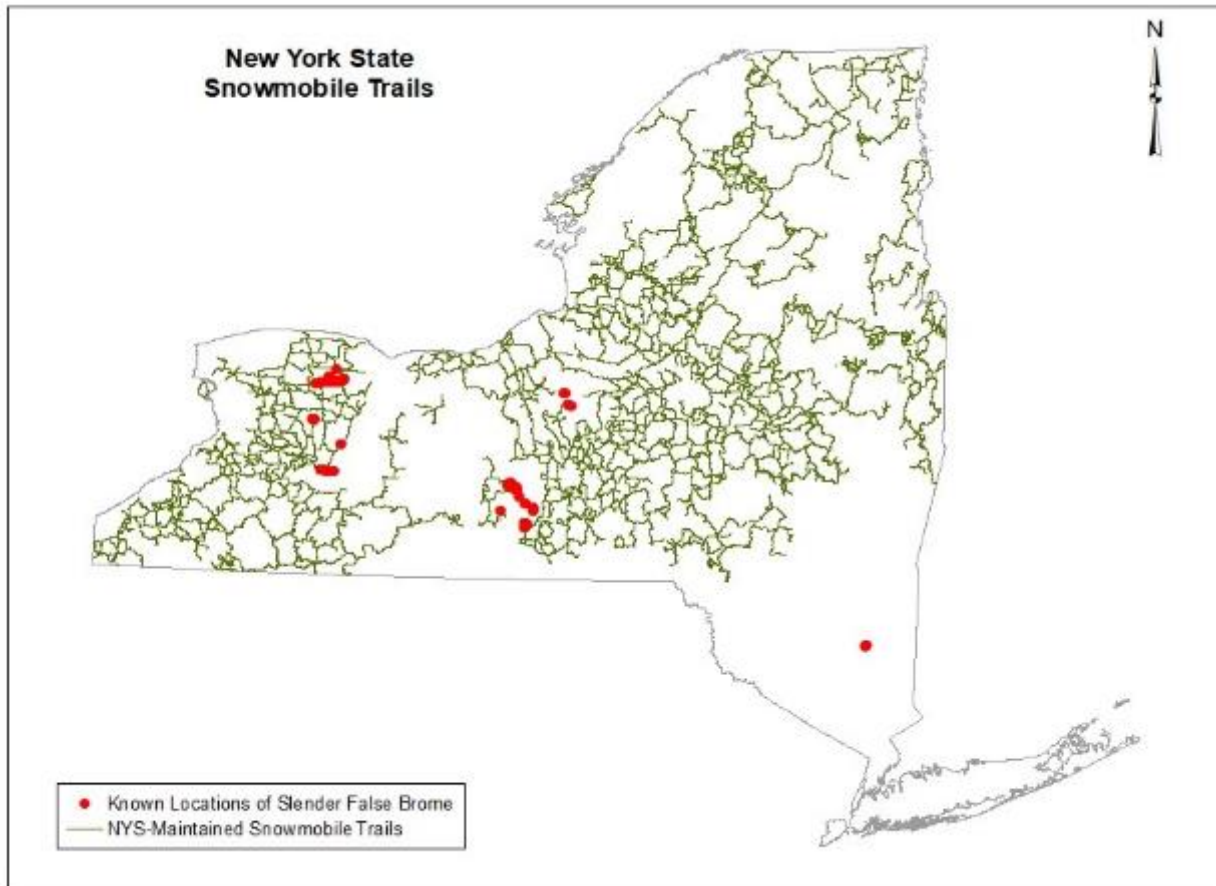 New York State
Snowmobile Trails
N
Known Locations of Slender False Brome
NYS-Maintained Snowmobile Trails